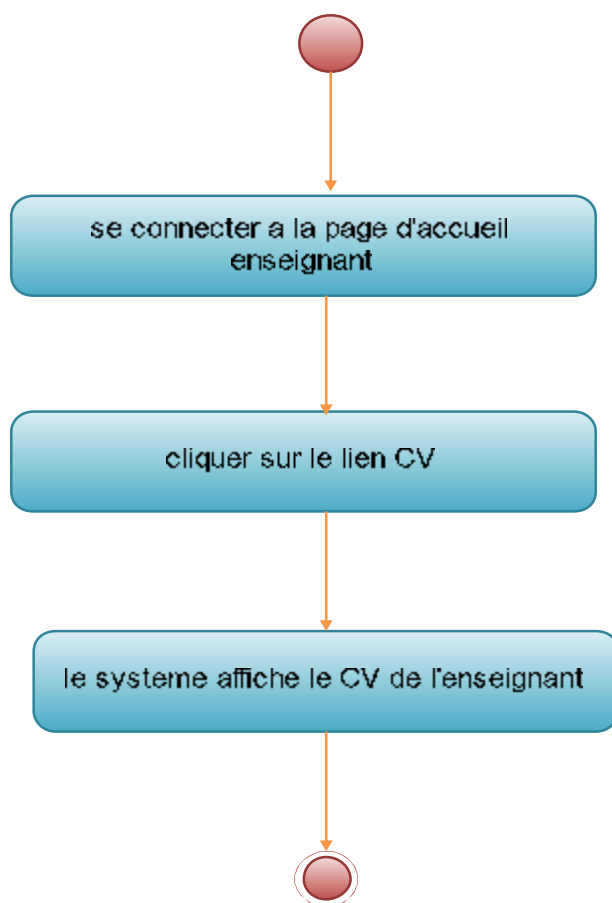 se connecter a la page d'accueil
enseignant
cliquer sur le lien CV
le systeme affiche le CV de l'enseignant